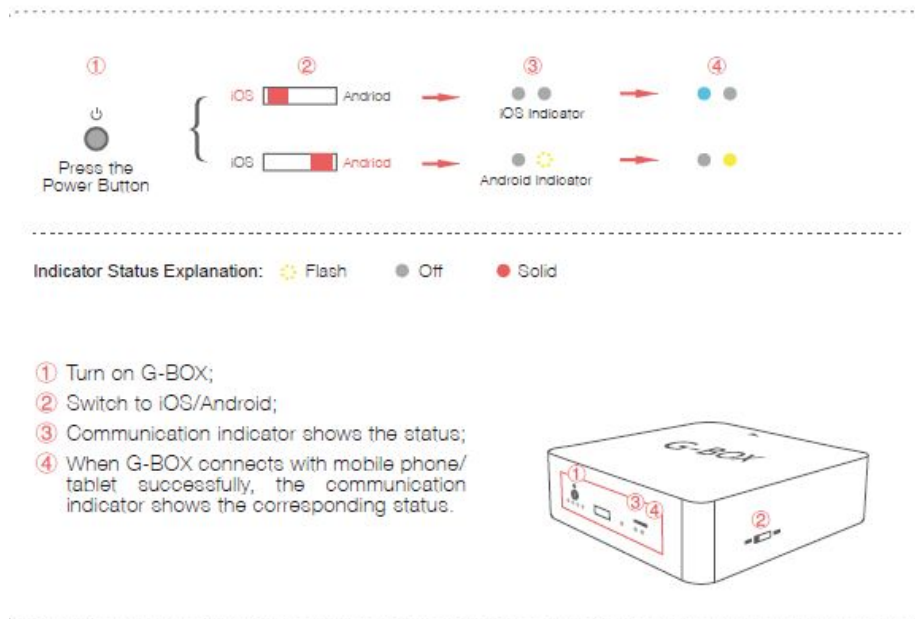 ① ② ③ ④
iOS Andriod
iOS Indicator
Press the
Power Button
iOS Andriod
Android Indicator
Indicator Status Explanation: Flash Off Solid
① Turn on G-BOX;
② Switch to iOS/Android;
③ Communication indicator shows the status;
④ When G-BOX connects with mobile phone/
tablet successfully, the communication
indicator shows the corresponding status.
G-BOX
① ③④ ②